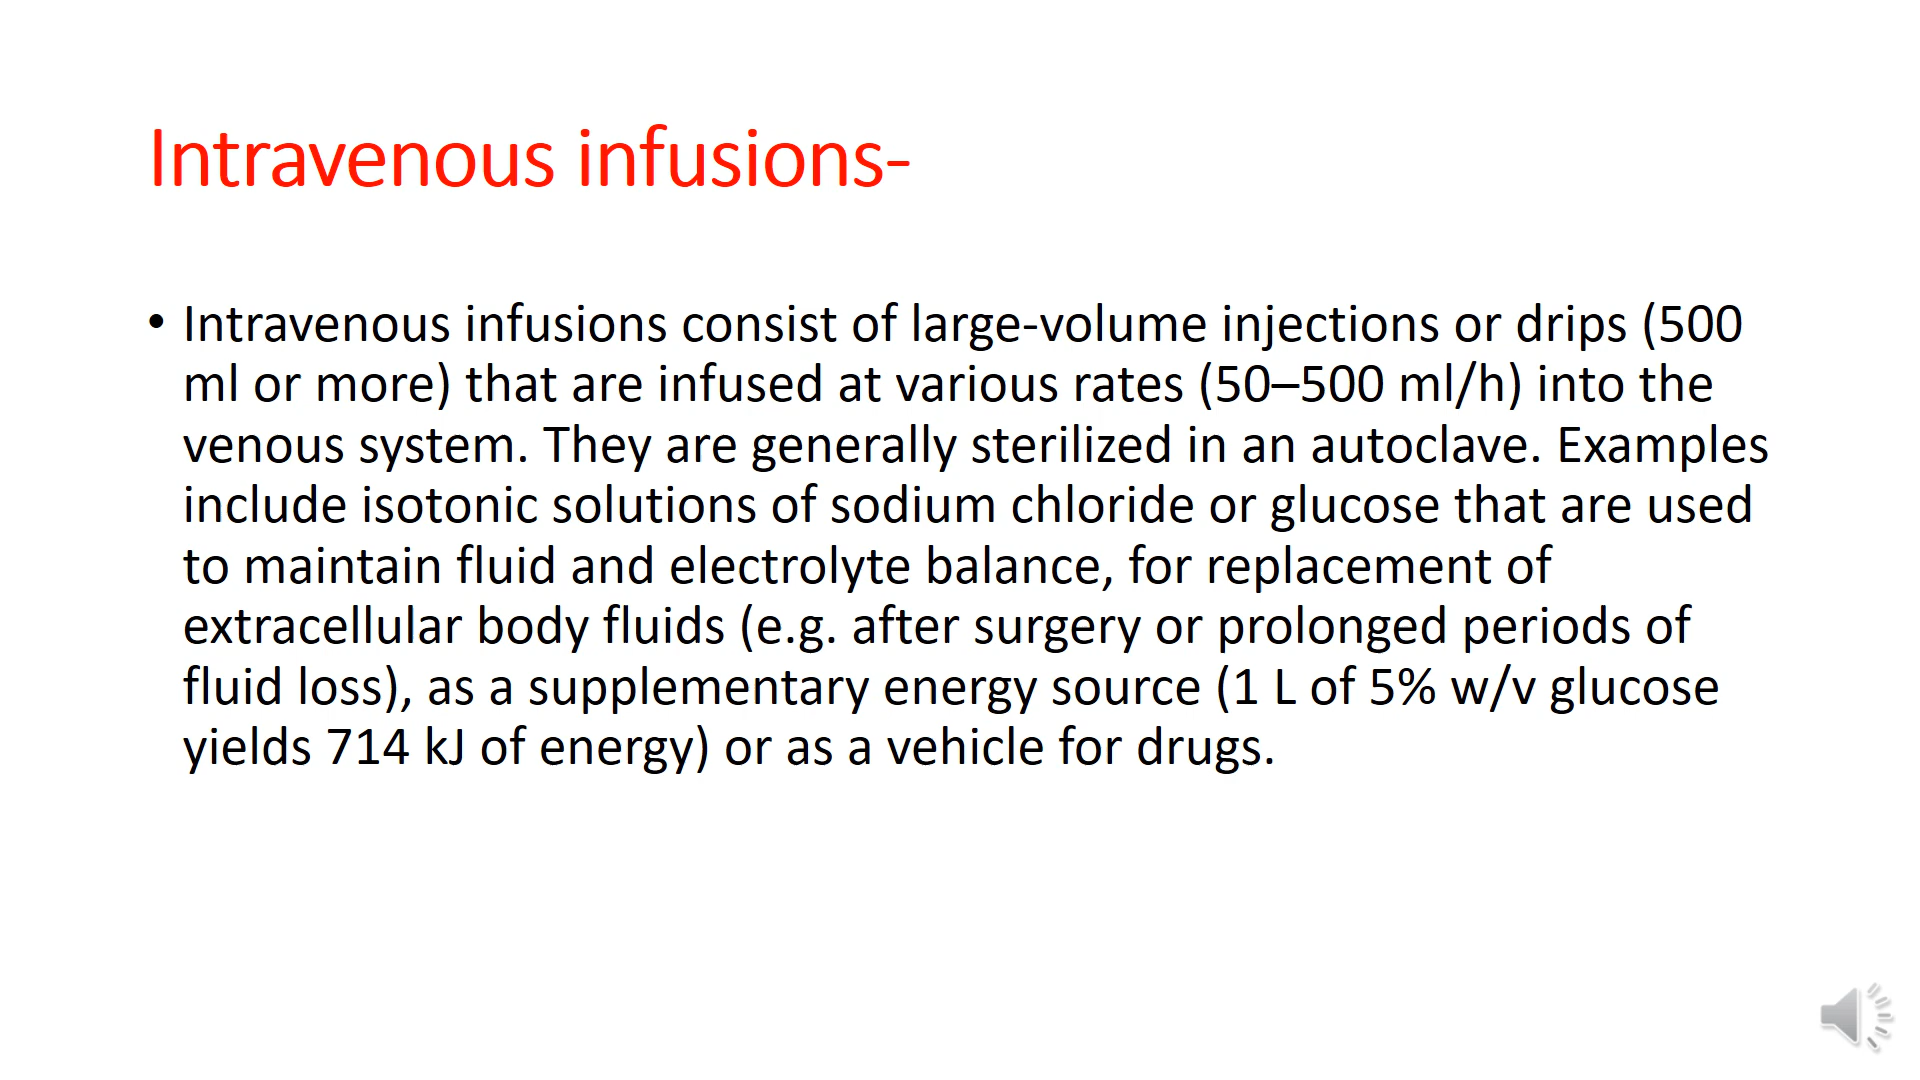 Intravenous infusions-
• Intravenous infusions consist of large-volume injections or drips (500
ml or more) that are infused at various rates (50–500 ml/h) into the
venous system. They are generally sterilized in an autoclave. Examples
include isotonic solutions of sodium chloride or glucose that are used
to maintain fluid and electrolyte balance, for replacement of
extracellular body fluids (e.g. after surgery or prolonged periods of
fluid loss), as a supplementary energy source (1 L of 5% w/v glucose
yields 714 kJ of energy) or as a vehicle for drugs.